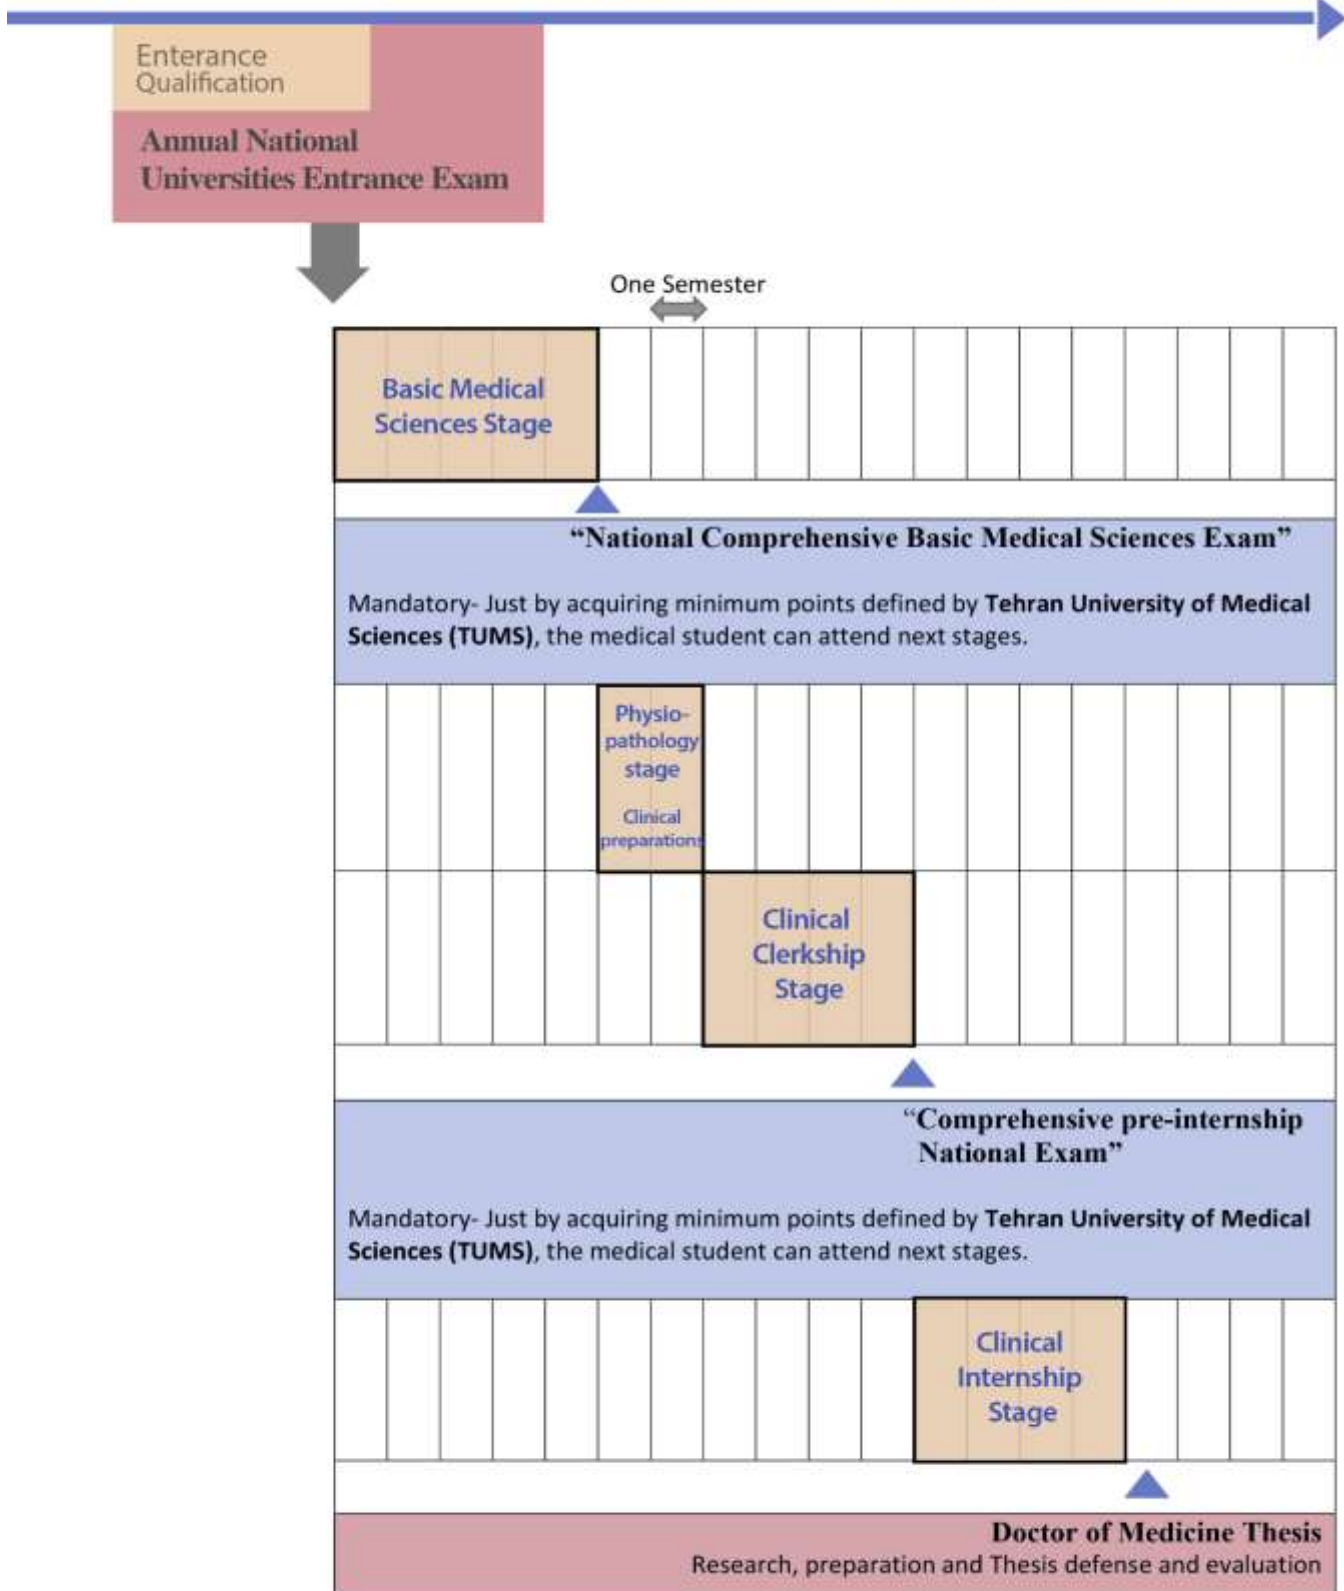 Enterance
Qualification
Annual National
Universities Entrance Exam
One Semester
Basic Medical
Sciences Stage
“National Comprehensive Basic Medical Sciences Exam”
Mandatory- Just by acquiring minimum points defined by Tehran University of Medical
Sciences (TUMS), the medical student can attend next stages.
Physio-
pathology
stage
Clinical
preparations
Clinical
Clerkship
Stage
“Comprehensive pre-internship
National Exam”
Mandatory- Just by acquiring minimum points defined by Tehran University of Medical
Sciences (TUMS), the medical student can attend next stages.
Clinical
Internship
Stage
Doctor of Medicine Thesis
Research, preparation and Thesis defense and evaluation